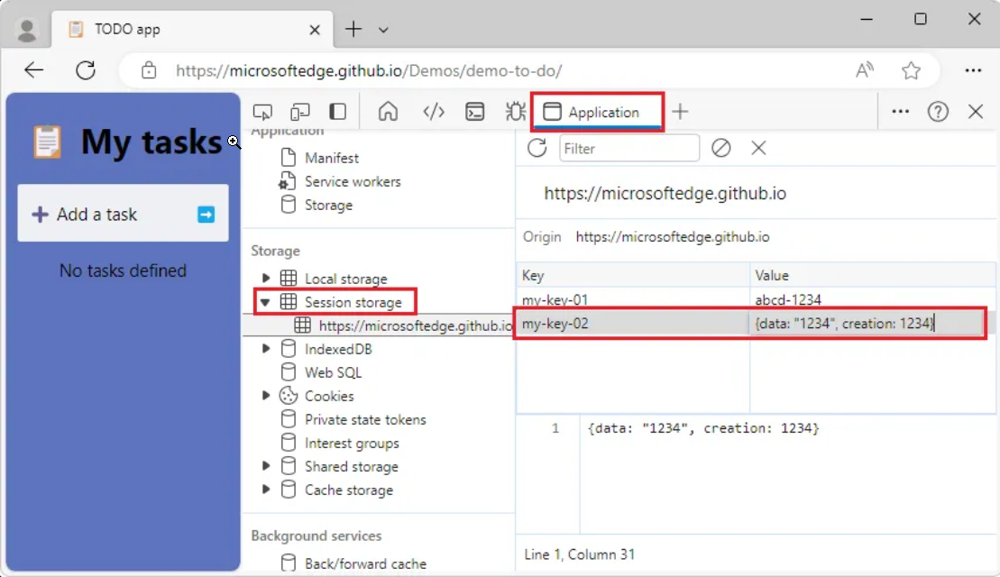 TODO app
https://microsoftedge.github.io/Demos/demo-to-do/
My tasks
Add a task
No tasks defined
Application
Application
Manifest
Service workers
Storage
Storage
Local storage
Session storage
https://microsoftedge.github.io
IndexedDB
Web SQL
Cookies
Private state tokens
Interest groups
Shared storage
Cache storage
Background services
Back/forward cache
Filter
https://microsoftedge.github.io
Origin https://microsoftedge.github.io
Key Value
my-key-01 abcd-1234
my-key-02 {data: "1234", creation: 1234}
1 {data: "1234", creation: 1234}
Line 1, Column 31